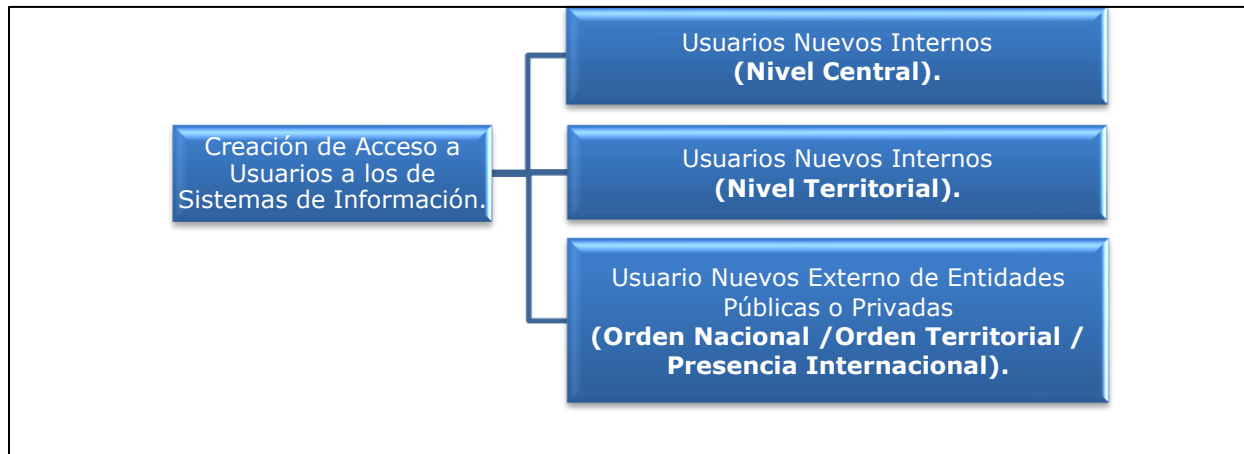 Usuarios Nuevos Internos
(Nivel Central).
Creación de Acceso a
Usuarios a los de
Sistemas de Información.
Usuarios Nuevos Internos
(Nivel Territorial).
Usuario Nuevos Externo de Entidades
Públicas o Privadas
(Orden Nacional /Orden Territorial /
Presencia Internacional).